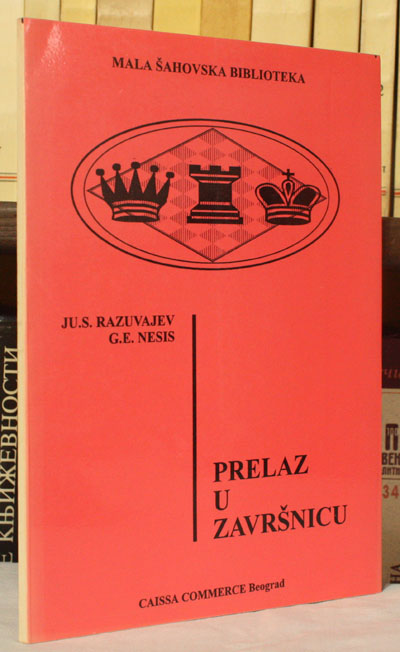 MALA ŠAHOVSKA BIBLIOTEKA
JU.S. RAZUVAJEV
G.E. NESIS
PRELAZ
U
ZAVRŠNICU
CAISSA COMMERCE Beograd
КЊИЖЕВНОСТИ